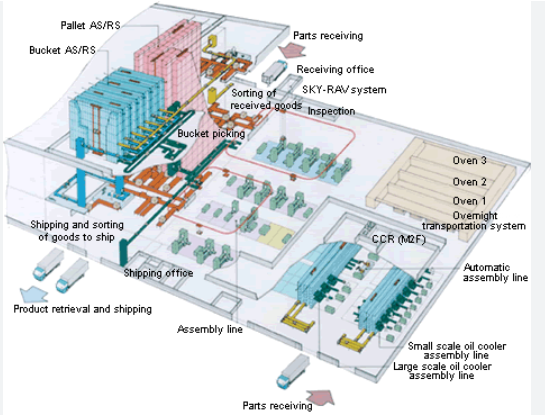 Pallet AS/RS
Bucket AS/RS
Parts receiving
Receiving office
SKY-RAV system
Sorting of
received goods
Inspection
Bucket picking
Oven 3
Oven 2
Oven 1
Overnight
transportation system
Shipping and sorting
of goods to ship
CCR (M2F)
Shipping office
Automatic
assembly line
Product retrieval and shipping
Assembly line
Small scale oil cooler
assembly line
Large scale oil cooler
assembly line
Parts receiving